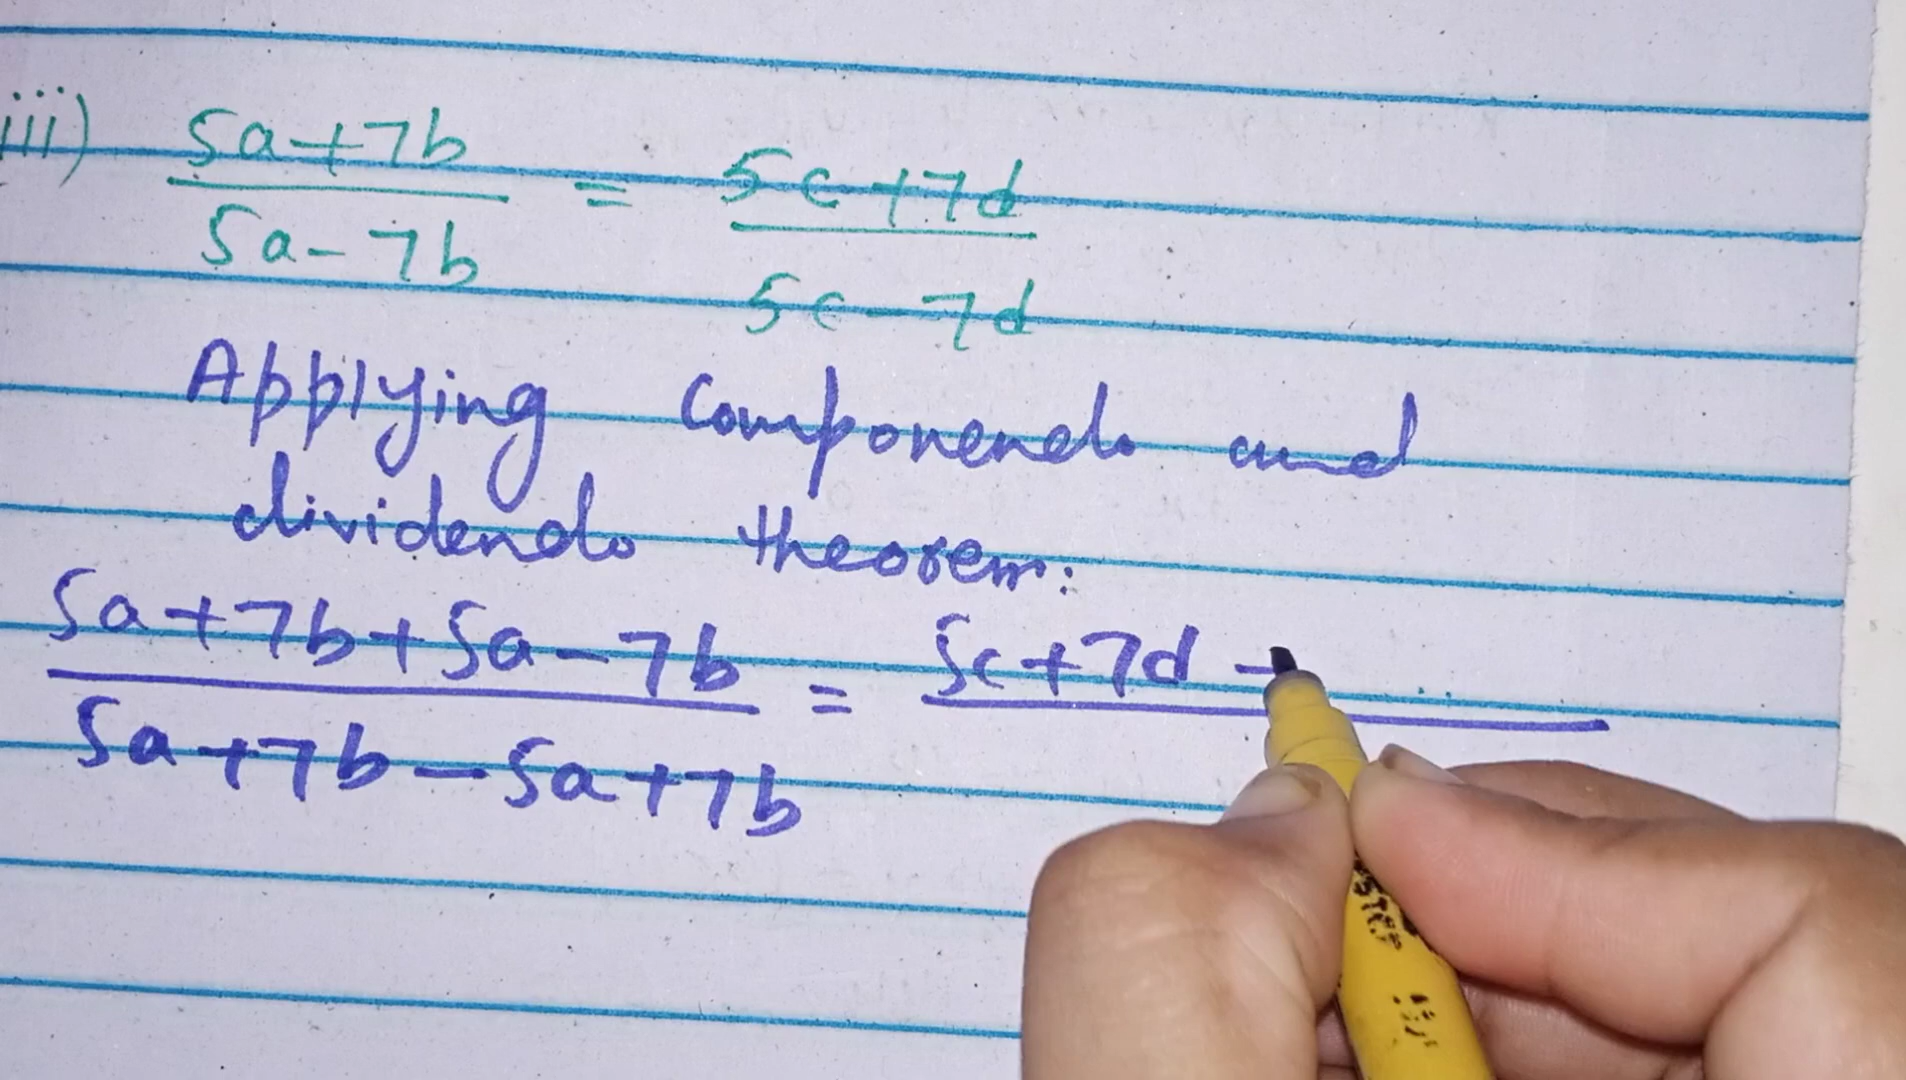 iii) 5a+7b / 5a-7b = 5c+7d / 5c-7d
Applying componendo and
dividendo theorem:
5a+7b+5a-7b / 5a+7b-5a+7b = 5c+7d -